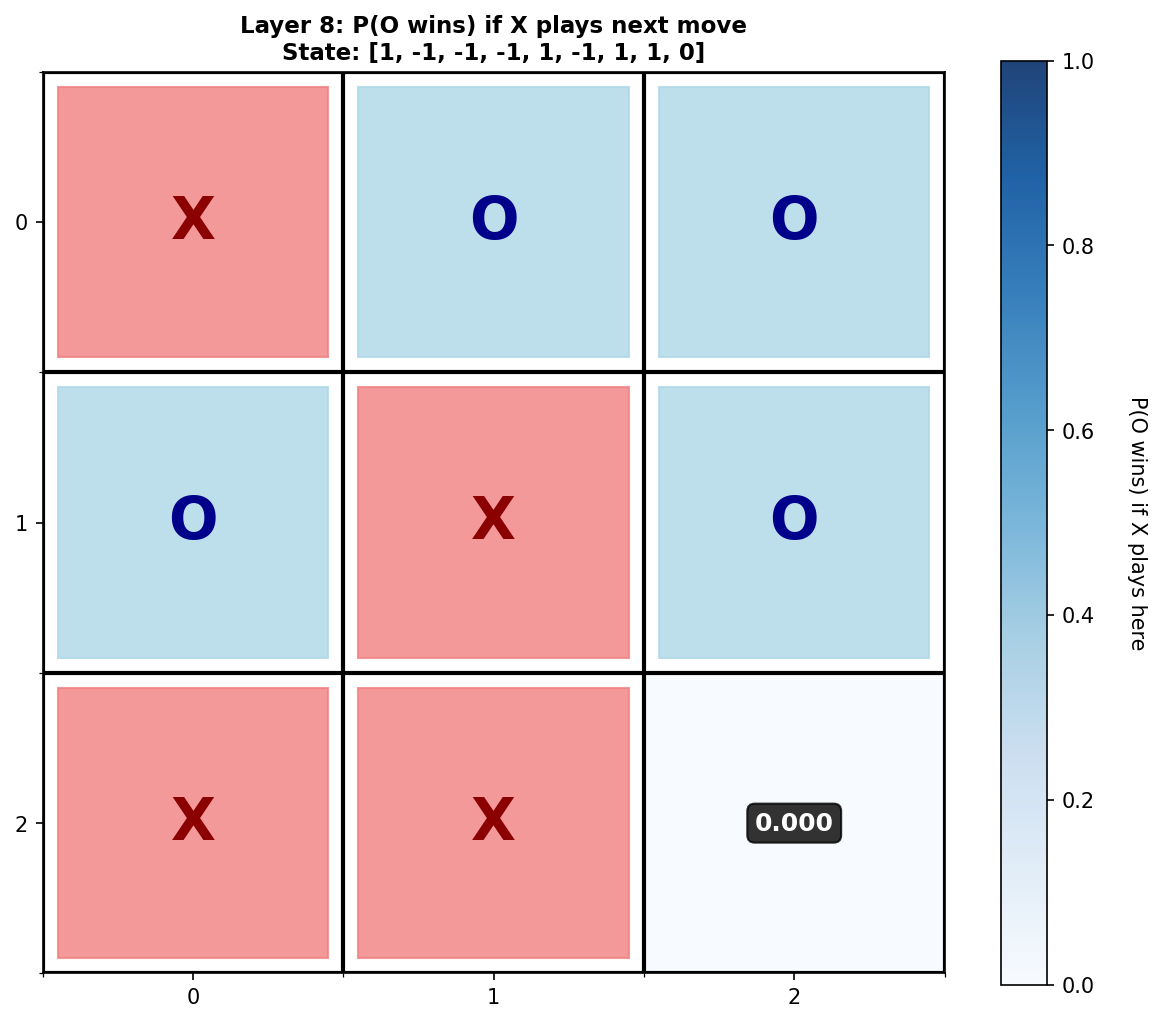 Layer 8: P(O wins) if X plays next move
State: [1, -1, -1, -1, 1, -1, 1, 1, 0]
0
X
O
O
1
O
X
O
2
X
X
0.000
0
1
2
1.0
0.8
0.6
0.4
0.2
0.0
P(O wins) if X plays here